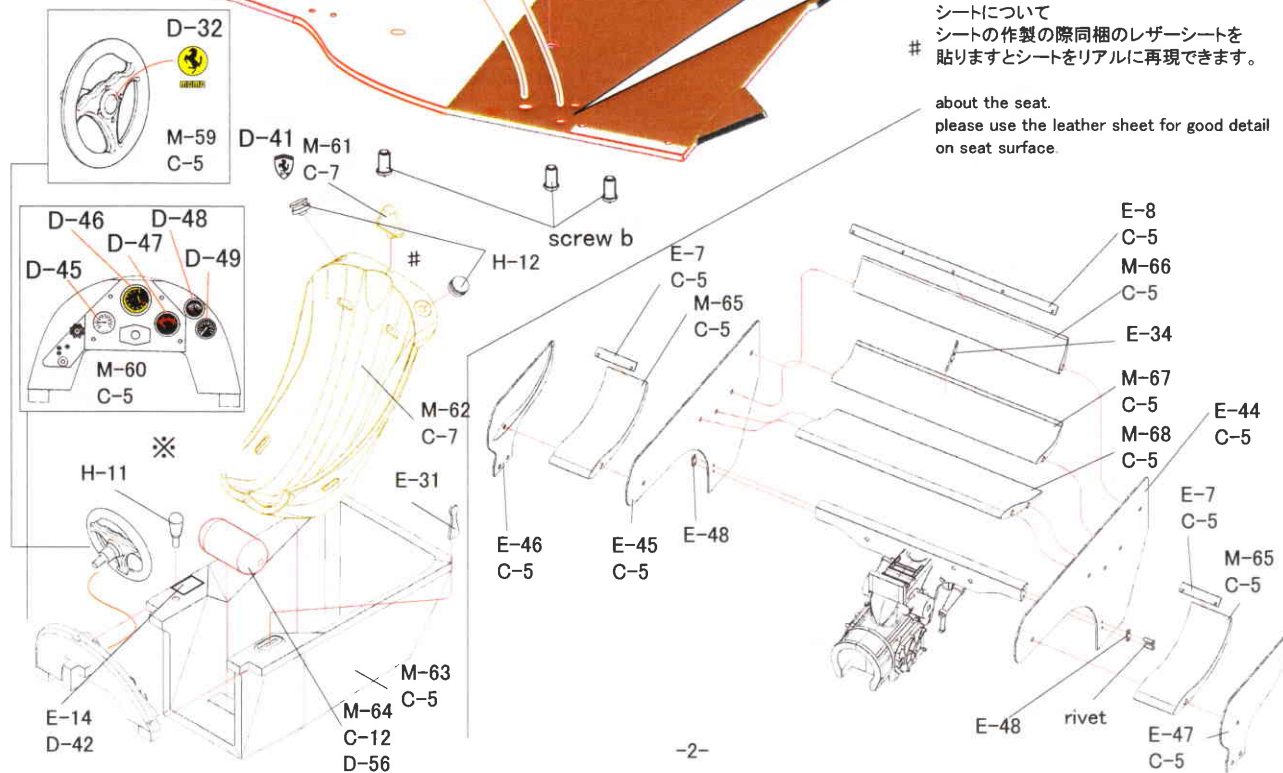 シートについて
# シートの作製の際同梱のレザーシートを
貼りますとシートをリアルに再現できます。
about the seat.
please use the leather sheet for good detail
on seat surface.
D-32
momo
M-59
C-5
D-41
M-61
C-7
screw b
H-12
#
D-46
D-48
D-47
D-49
D-45
M-60
C-5
M-62
C-7
※
H-11
E-31
M-63
C-5
M-64
C-12
D-56
E-14
D-42
E-7
C-5
M-65
C-5
E-46
C-5
E-45
C-5
E-48
E-8
C-5
M-66
C-5
E-34
M-67
C-5
M-68
C-5
E-44
C-5
E-7
C-5
M-65
C-5
E-48
rivet
E-47
C-5
-2-